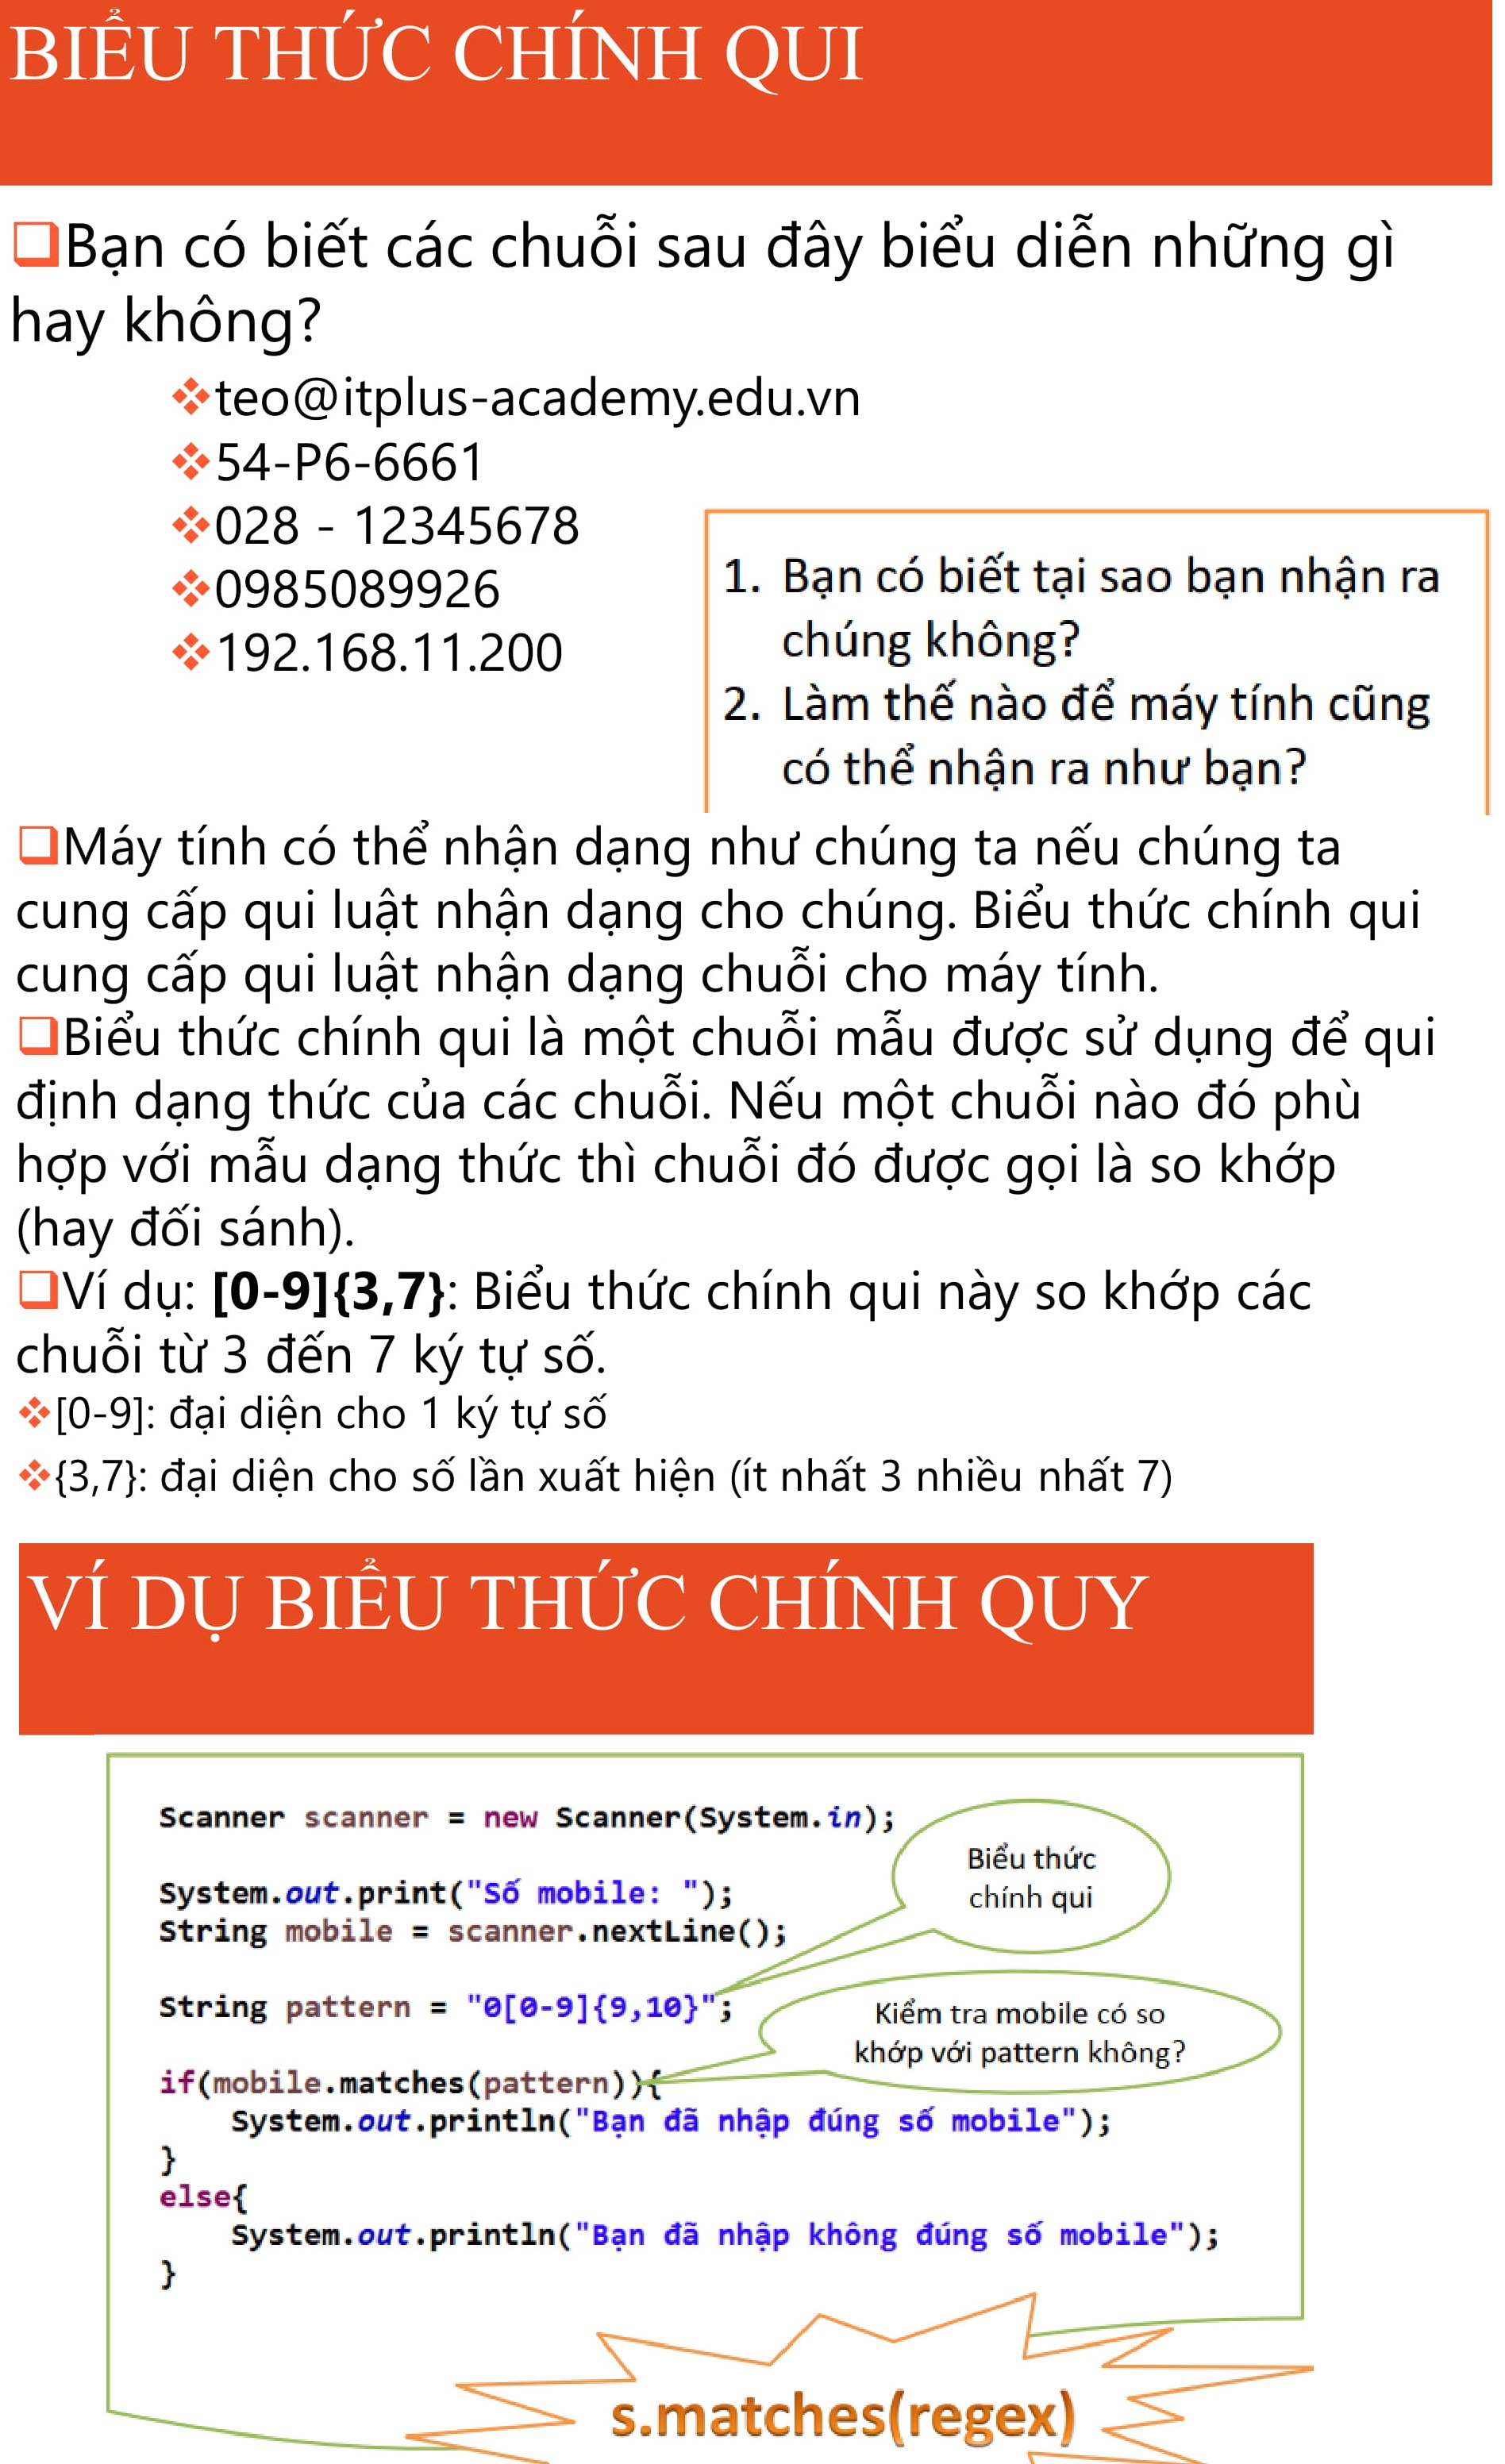 BIỂU THỨC CHÍNH QUI
Bạn có biết các chuỗi sau đây biểu diễn những gì
hay không?
teo@itplus-academy.edu.vn
54-P6-6661
028 - 12345678
0985089926
192.168.11.200
1. Bạn có biết tại sao bạn nhận ra
chúng không?
2. Làm thế nào để máy tính cũng
có thể nhận ra như bạn?
Máy tính có thể nhận dạng như chúng ta nếu chúng ta
cung cấp qui luật nhận dạng cho chúng. Biểu thức chính qui
cung cấp qui luật nhận dạng chuỗi cho máy tính.
Biểu thức chính qui là một chuỗi mẫu được sử dụng để qui
định dạng thức của các chuỗi. Nếu một chuỗi nào đó phù
hợp với mẫu dạng thức thì chuỗi đó được gọi là so khớp
(hay đối sánh).
Ví dụ: [0-9]{3,7}: Biểu thức chính qui này so khớp các
chuỗi từ 3 đến 7 ký tự số.
[0-9]: đại diện cho 1 ký tự số
{3,7}: đại diện cho số lần xuất hiện (ít nhất 3 nhiều nhất 7)
VÍ DỤ BIỂU THỨC CHÍNH QUY
Scanner scanner = new Scanner(System.in);
System.out.print("Số mobile: ");
String mobile = scanner.nextLine();
String pattern = "0[0-9]{9,10}";
if(mobile.matches(pattern)){
System.out.println("Bạn đã nhập đúng số mobile");
}
else{
System.out.println("Bạn đã nhập không đúng số mobile");
}
Biểu thức
chính qui
Kiểm tra mobile có so
khớp với pattern không?
s.matches(regex)